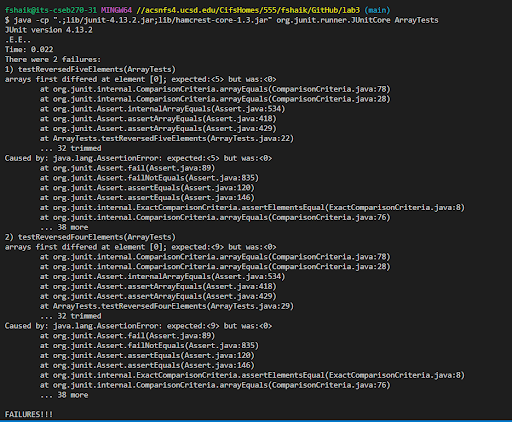 fshaik@its-cseb270-31 MINGW64 //acsnfs4.ucsd.edu/CifsHomes/555/fshaik/GitHub/lab3 (main)
$ java -cp ".;lib/junit-4.13.2.jar;lib/hamcrest-core-1.3.jar" org.junit.runner.JUnitCore ArrayTests
JUnit version 4.13.2
.E.E..
Time: 0.022
There were 2 failures:
1) testReversedFiveElements(ArrayTests)
arrays first differed at element [0]; expected:<5> but was:<0>
at org.junit.internal.ComparisonCriteria.arrayEquals(ComparisonCriteria.java:78)
at org.junit.internal.ComparisonCriteria.arrayEquals(ComparisonCriteria.java:28)
at org.junit.Assert.internalArrayEquals(Assert.java:534)
at org.junit.Assert.assertArrayEquals(Assert.java:418)
at org.junit.Assert.assertArrayEquals(Assert.java:429)
at ArrayTests.testReversedFiveElements(ArrayTests.java:22)
... 32 trimmed
Caused by: java.lang.AssertionError: expected:<5> but was:<0>
at org.junit.Assert.fail(Assert.java:89)
at org.junit.Assert.failNotEquals(Assert.java:835)
at org.junit.Assert.assertEquals(Assert.java:120)
at org.junit.Assert.assertEquals(Assert.java:146)
at org.junit.internal.ExactComparisonCriteria.assertElementsEqual(ExactComparisonCriteria.java:8)
at org.junit.internal.ComparisonCriteria.arrayEquals(ComparisonCriteria.java:76)
... 38 more
2) testReversedFourElements(ArrayTests)
arrays first differed at element [0]; expected:<9> but was:<0>
at org.junit.internal.ComparisonCriteria.arrayEquals(ComparisonCriteria.java:78)
at org.junit.internal.ComparisonCriteria.arrayEquals(ComparisonCriteria.java:28)
at org.junit.Assert.internalArrayEquals(Assert.java:534)
at org.junit.Assert.assertArrayEquals(Assert.java:418)
at org.junit.Assert.assertArrayEquals(Assert.java:429)
at ArrayTests.testReversedFourElements(ArrayTests.java:29)
... 32 trimmed
Caused by: java.lang.AssertionError: expected:<9> but was:<0>
at org.junit.Assert.fail(Assert.java:89)
at org.junit.Assert.failNotEquals(Assert.java:835)
at org.junit.Assert.assertEquals(Assert.java:120)
at org.junit.Assert.assertEquals(Assert.java:146)
at org.junit.internal.ExactComparisonCriteria.assertElementsEqual(ExactComparisonCriteria.java:8)
at org.junit.internal.ComparisonCriteria.arrayEquals(ComparisonCriteria.java:76)
... 38 more
FAILURES!!!